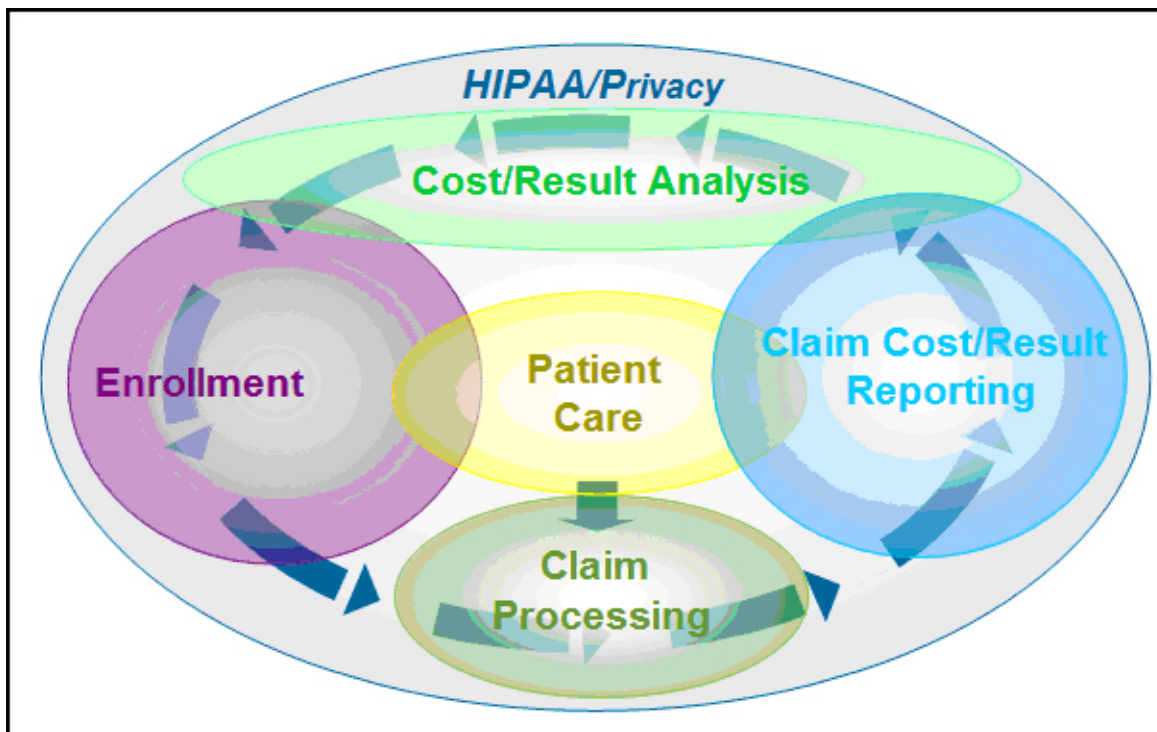 HIPAA/Privacy
Cost/Result Analysis
Enrollment
Patient
Care
Claim Cost/Result
Reporting
Claim
Processing